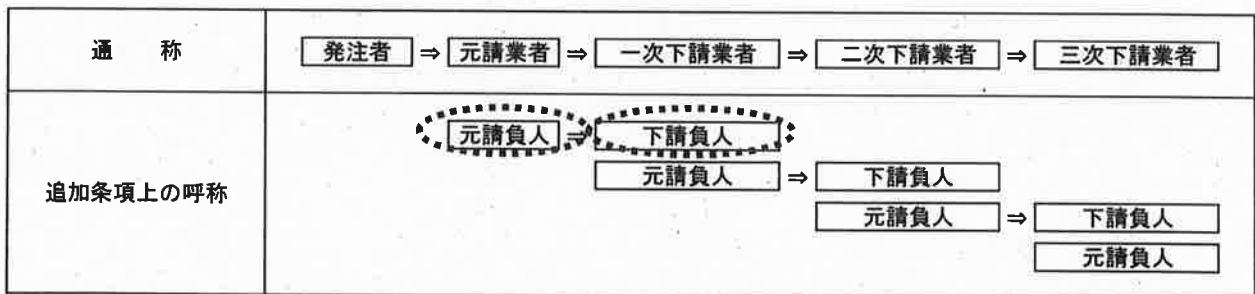 通　称
発注者 ⇒ 元請業者 ⇒ 一次下請業者 ⇒ 二次下請業者 ⇒ 三次下請業者
追加条項上の呼称
元請負人 ⇒ 下請負人
元請負人 ⇒ 下請負人
元請負人 ⇒ 下請負人
元請負人